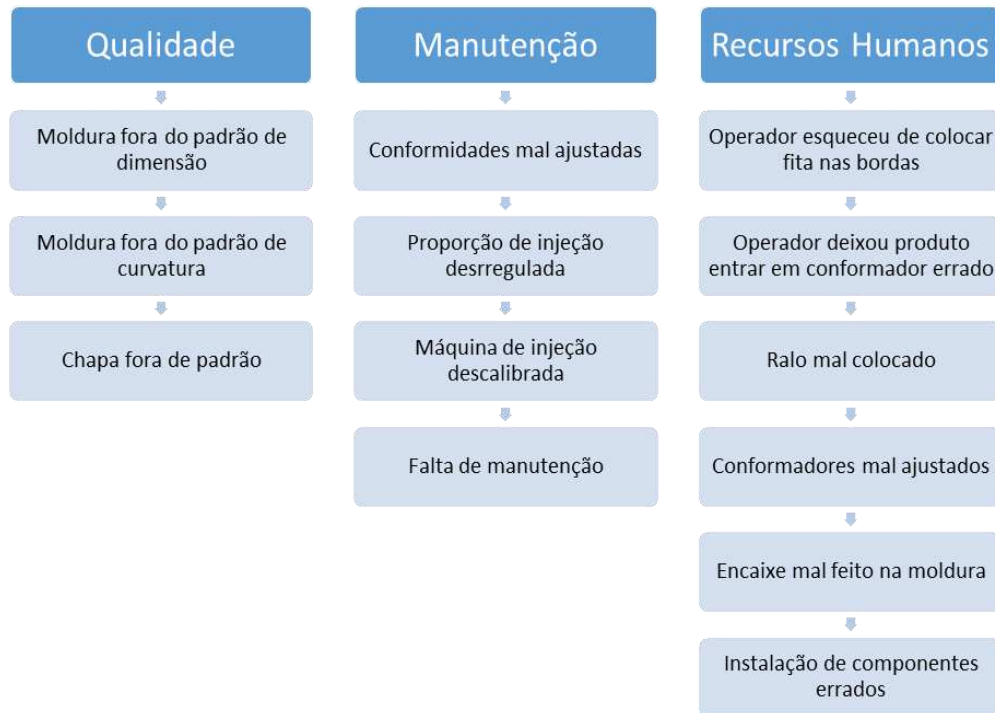 Qualidade
Moldura fora do padrão de
dimensão
Moldura fora do padrão de
curvatura
Chapa fora de padrão
Manutenção
Conformidades mal ajustadas
Proporção de injeção
desrregulada
Máquina de injeção
descalibrada
Falta de manutenção
Recursos Humanos
Operador esqueceu de colocar
fita nas bordas
Operador deixou produto
entrar em conformador errado
Ralo mal colocado
Conformadores mal ajustados
Encaixe mal feito na moldura
Instalação de componentes
errados